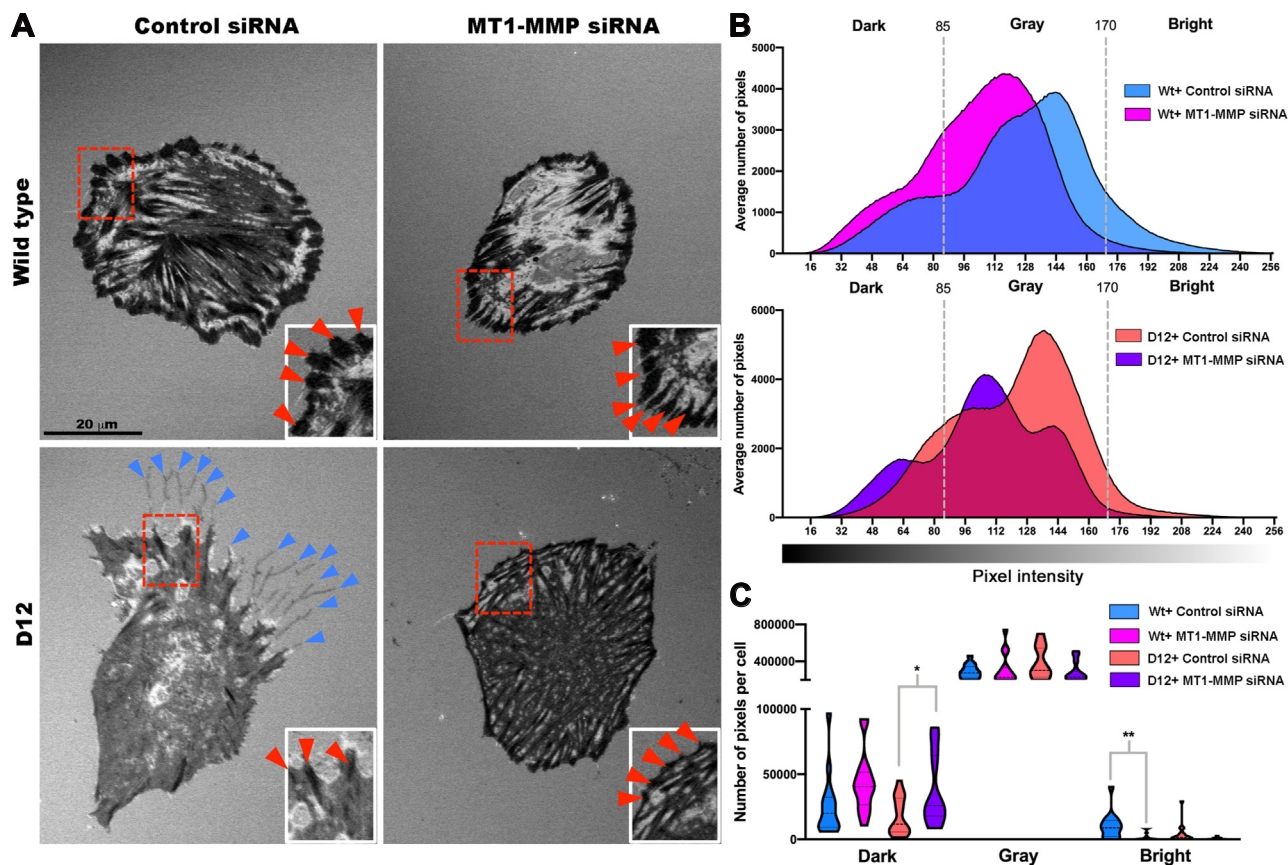 A
Control siRNA
MT1-MMP siRNA
Wild type
D12
20 μm
B
Dark
85
Gray
170
Bright
Average number of pixels
5000
4000
3000
2000
1000
0
16 32 48 64 80 96 112 128 144 160 176 192 208 224 240 256
Wt+ Control siRNA
Wt+ MT1-MMP siRNA
Dark
85
Gray
170
Bright
Average number of pixels
6000
4000
2000
0
16 32 48 64 80 96 112 128 144 160 176 192 208 224 240 256
D12+ Control siRNA
D12+ MT1-MMP siRNA
Pixel intensity
C
Wt+ Control siRNA
Wt+ MT1-MMP siRNA
D12+ Control siRNA
D12+ MT1-MMP siRNA
Number of pixels per cell
800000
400000
100000
50000
0
*
**
Dark
Gray
Bright